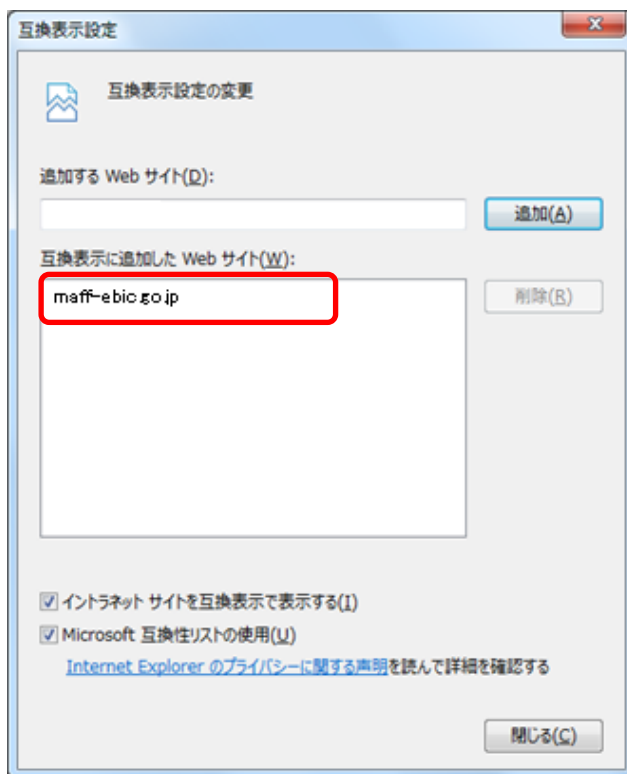 互換表示設定
互換表示設定の変更
追加する Web サイト(D):
追加(A)
互換表示に追加した Web サイト(W):
maff-ebic.go.jp
削除(R)
イントラネット サイトを互換表示で表示する(I)
Microsoft 互換性リストの使用(U)
Internet Explorer のプライバシーに関する声明を読んで詳細を確認する
閉じる(C)